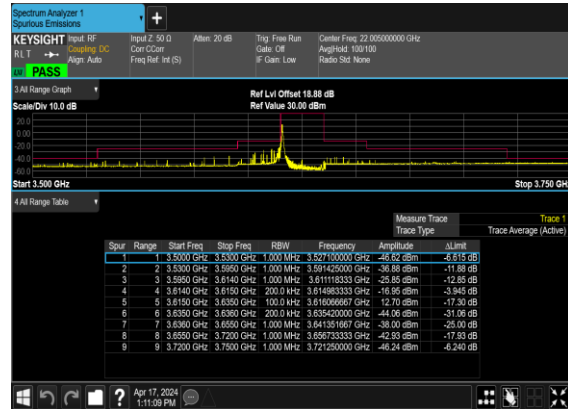 Spectrum Analyzer 1
Spurious Emissions
+
KEYSIGHT Input: RF Input Z: 50 Ω Atten: 20 dB Trig: Free Run Center Freq: 22.005000000 GHz
RLT Coupling: DC Corr CCorr Gate: Off Avg|Hold: 100/100
Align: Auto Freq Ref: Int (S) IF Gain: Low Radio Std: None
LW PASS
3 All Range Graph
Ref Lvl Offset 18.88 dB
Scale/Div 10.0 dB Ref Value 30.00 dBm
20.0
0.00
-20.0
-40.0
-60.0
Start 3.500 GHz Stop 3.750 GHz
4 All Range Table
Measure Trace Trace 1
Trace Type Trace Average (Active)
Spur Range Start Freq Stop Freq RBW Frequency Amplitude ΔLimit
1 1 3.5000 GHz 3.5300 GHz 1.000 MHz 3.527100000 GHz -46.62 dBm -6.615 dB
2 2 3.5300 GHz 3.5950 GHz 1.000 MHz 3.591425000 GHz -36.88 dBm -11.88 dB
3 3 3.5950 GHz 3.6140 GHz 1.000 MHz 3.611118333 GHz -25.85 dBm -12.85 dB
4 4 3.6140 GHz 3.6150 GHz 200.0 kHz 3.614983333 GHz -16.95 dBm -3.945 dB
5 5 3.6150 GHz 3.6350 GHz 100.0 kHz 3.616066667 GHz 12.70 dBm -17.30 dB
6 6 3.6350 GHz 3.6360 GHz 200.0 kHz 3.635420000 GHz -44.06 dBm -31.06 dB
7 7 3.6360 GHz 3.6550 GHz 1.000 MHz 3.641351667 GHz -38.00 dBm -25.00 dB
8 8 3.6550 GHz 3.7200 GHz 1.000 MHz 3.656733333 GHz -42.93 dBm -17.93 dB
9 9 3.7200 GHz 3.7500 GHz 1.000 MHz 3.721250000 GHz -46.24 dBm -6.240 dB
? Apr 17, 2024
1:11:09 PM